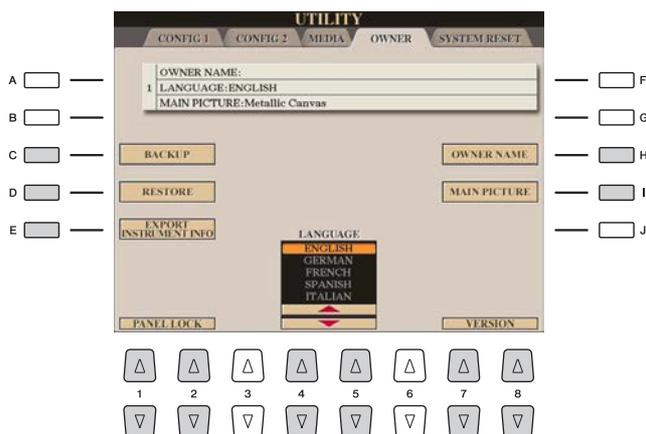 UTILITY
CONFIG 1 CONFIG 2 MEDIA OWNER SYSTEM RESET
OWNER NAME:
1 LANGUAGE:ENGLISH
MAIN PICTURE:Metallic Canvas
A
B
C
D
E
F
G
H
I
J
BACKUP
RESTORE
EXPORT
INSTRUMENT INFO
OWNER NAME
MAIN PICTURE
LANGUAGE
ENGLISH
GERMAN
FRENCH
SPANISH
ITALIAN
PANEL LOCK
VERSION
1 2 3 4 5 6 7 8